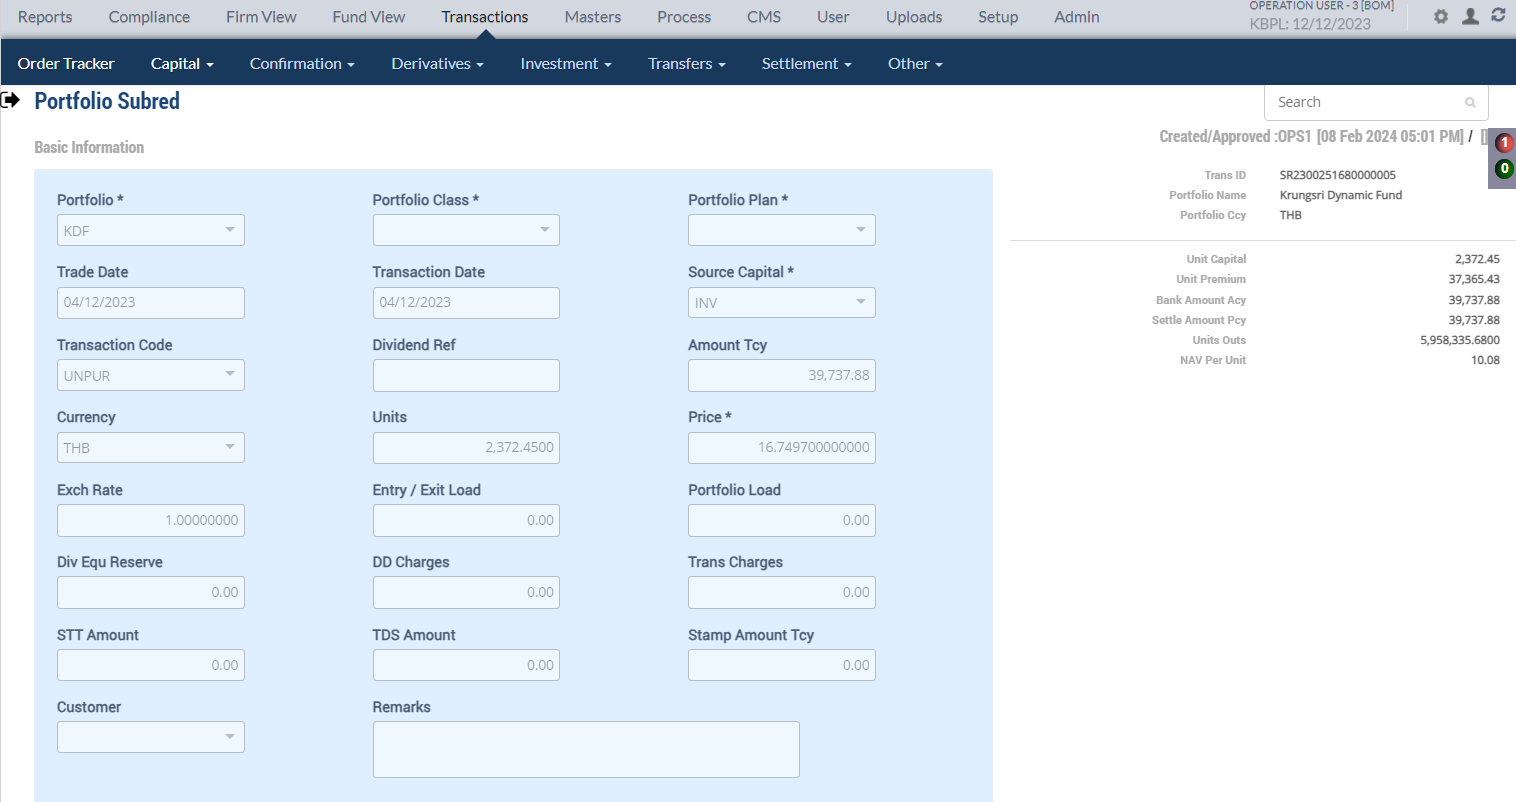 Reports Compliance Firm View Fund View Transactions Masters Process CMS User Uploads Setup Admin
OPERATION USER - 3 [BOM]
KBPL: 12/12/2023
Order Tracker Capital Confirmation Derivatives Investment Transfers Settlement Other
Portfolio Subred
Search
Basic Information
Created/Approved :OPS1 [08 Feb 2024 05:01 PM] / []
1
0
Portfolio * Portfolio Class * Portfolio Plan *
KDF
Trade Date Transaction Date Source Capital *
04/12/2023 04/12/2023 INV
Transaction Code Dividend Ref Amount Tcy
UNPUR 39,737.88
Currency Units Price *
THB 2,372.4500 16.749700000000
Exch Rate Entry / Exit Load Portfolio Load
1.00000000 0.00 0.00
Div Equ Reserve DD Charges Trans Charges
0.00 0.00 0.00
STT Amount TDS Amount Stamp Amount Tcy
0.00 0.00 0.00
Customer Remarks
Trans ID SR2300251680000005
Portfolio Name Krungsri Dynamic Fund
Portfolio Ccy THB
Unit Capital 2,372.45
Unit Premium 37,365.43
Bank Amount Acy 39,737.88
Settle Amount Pcy 39,737.88
Units Outs 5,958,335.6800
NAV Per Unit 10.08